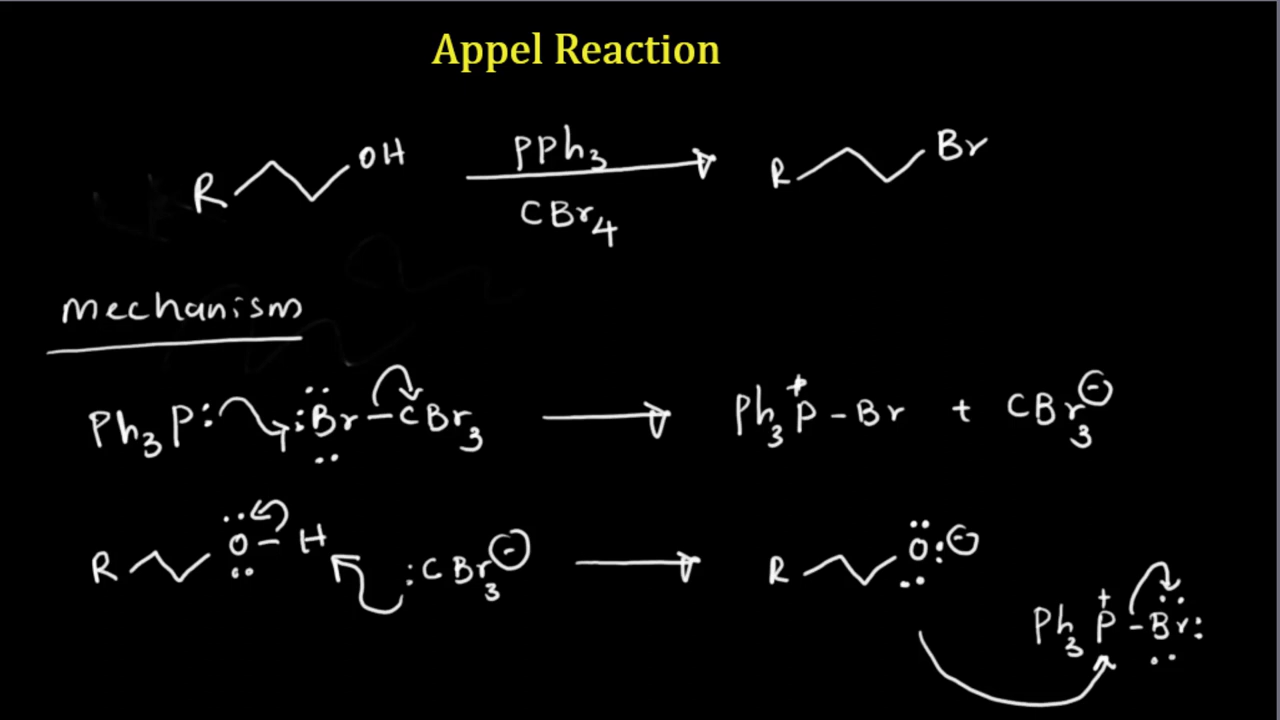 Appel Reaction
R OH PPh3 CBr4 R Br
Mechanism
Ph3P: :Br-CBr3 Ph3P+-Br + CBr3⊖
R O-H :CBr3⊖ R O:⊖
Ph3P+-Br: